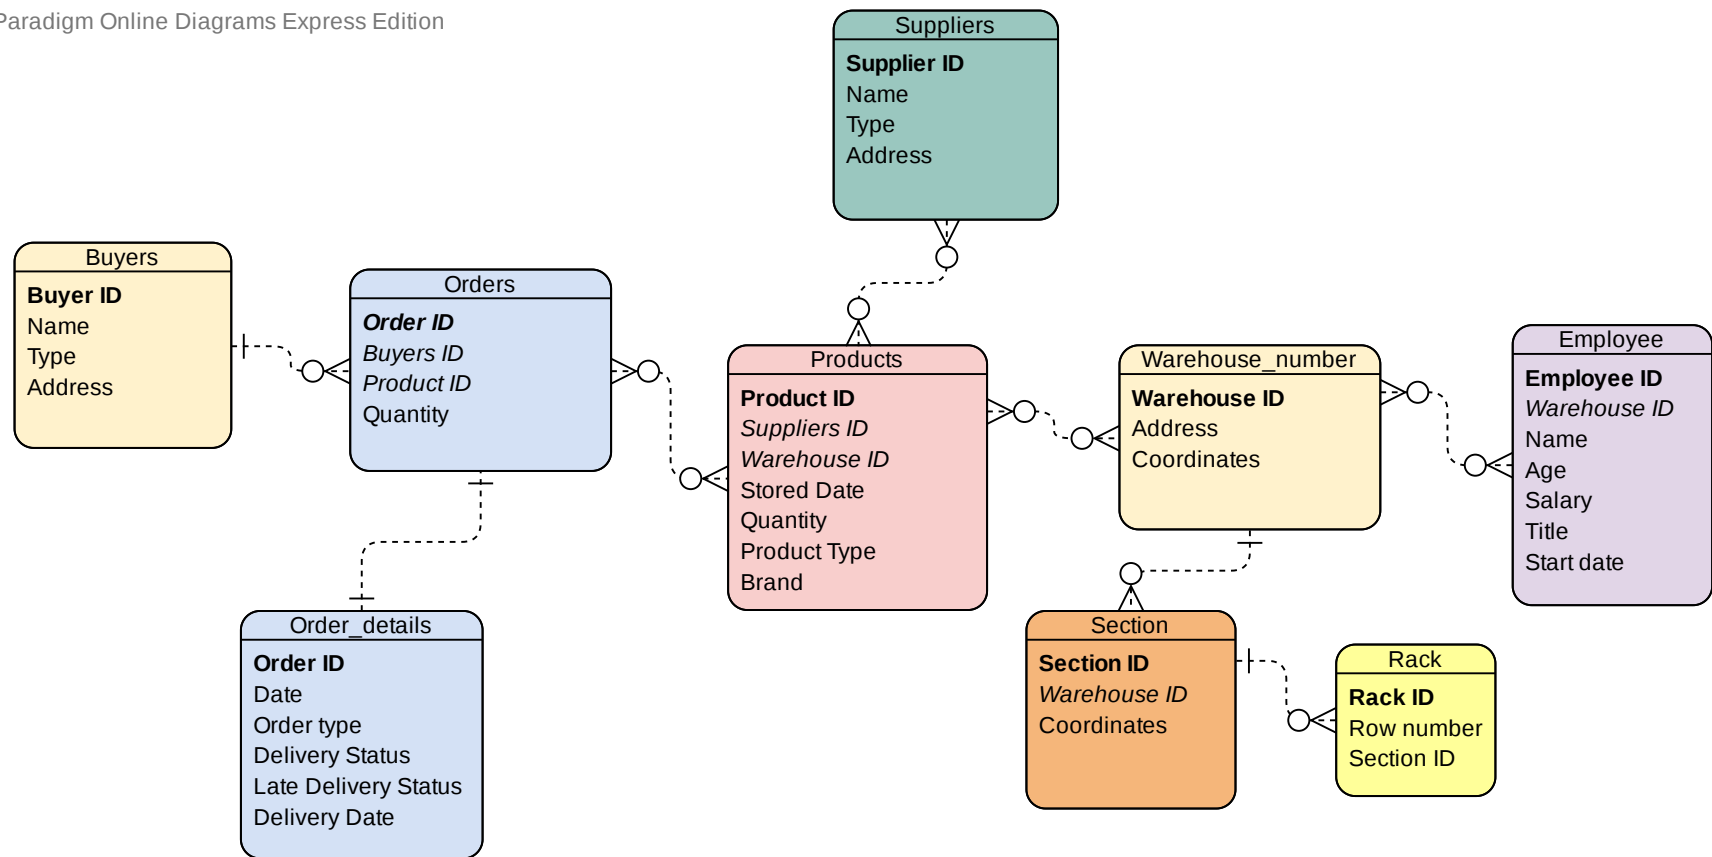 Paradigm Online Diagrams Express Edition
Suppliers
Supplier ID
Name
Type
Address
Buyers
Buyer ID
Name
Type
Address
Orders
Order ID
Buyers ID
Product ID
Quantity
Products
Product ID
Suppliers ID
Warehouse ID
Stored Date
Quantity
Product Type
Brand
Warehouse_number
Warehouse ID
Address
Coordinates
Employee
Employee ID
Warehouse ID
Name
Age
Salary
Title
Start date
Order_details
Order ID
Date
Order type
Delivery Status
Late Delivery Status
Delivery Date
Section
Section ID
Warehouse ID
Coordinates
Rack
Rack ID
Row number
Section ID